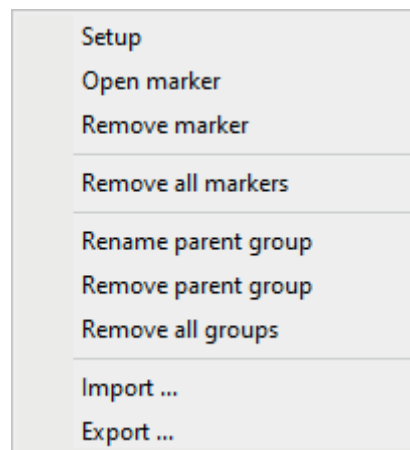 Setup
Open marker
Remove marker
Remove all markers
Rename parent group
Remove parent group
Remove all groups
Import ...
Export ...